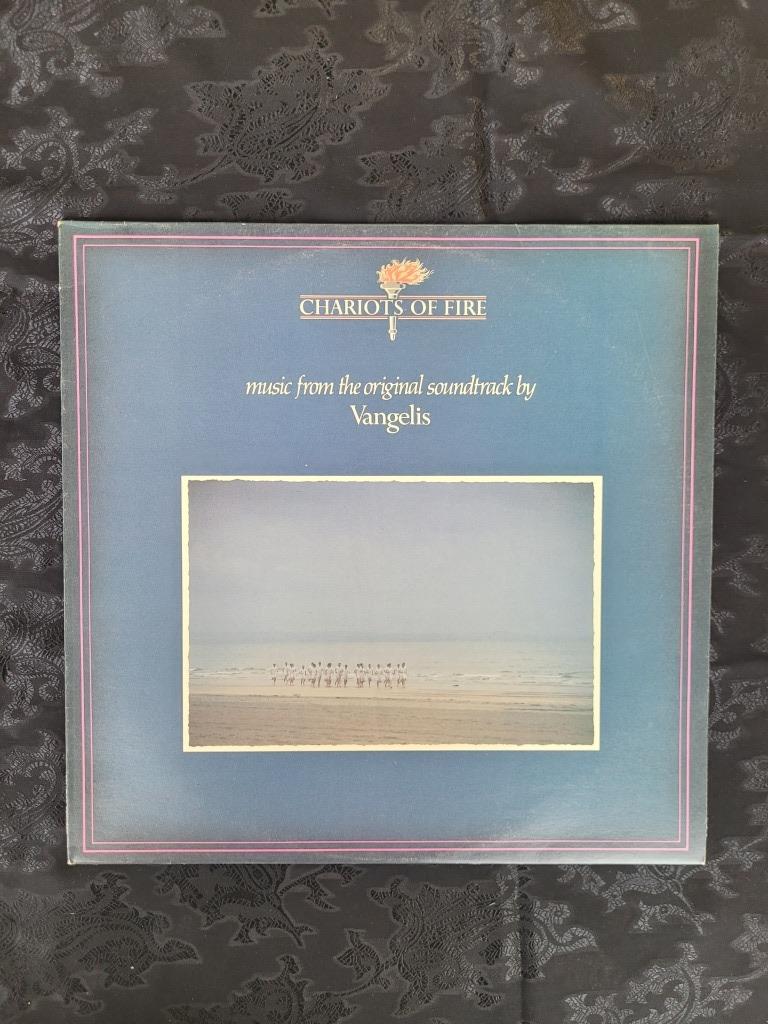 CHARIOTS OF FIRE
music from the original soundtrack by
Vangelis